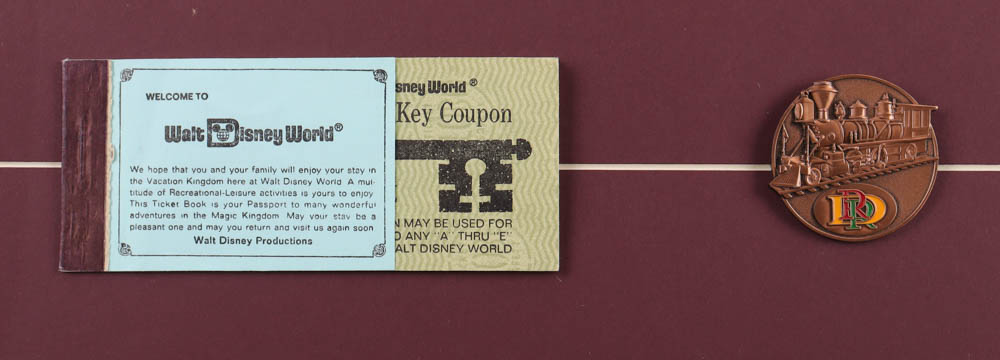 WELCOME TO
Walt Disney World®
We hope that you and your family will enjoy your stay in
the Vacation Kingdom here at Walt Disney World. A mul-
titude of Recreational-Leisure activities is yours to enjoy
This Ticket Book is your Passport to many wonderful
adventures in the Magic Kingdom May your stay be a
pleasant one and may you return and visit us again soon
Walt Disney Productions
sney World ®
Key Coupon
N MAY BE USED FOR
D ANY "A" THRU "E"
ALT DISNEY WORLD
DRR